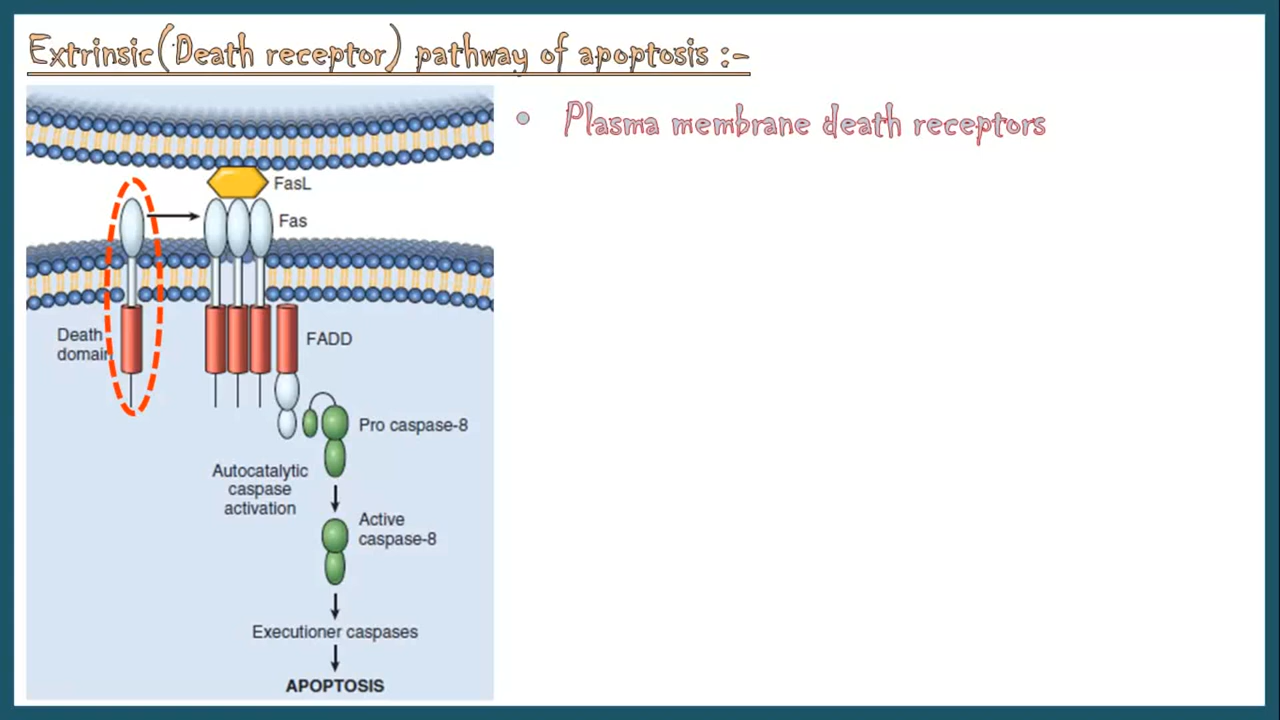 Extrinsic(Death receptor) pathway of apoptosis :-
• Plasma membrane death receptors
FasL
Fas
Death
domain
FADD
Pro caspase-8
Autocatalytic
caspase
activation
Active
caspase-8
Executioner caspases
APOPTOSIS